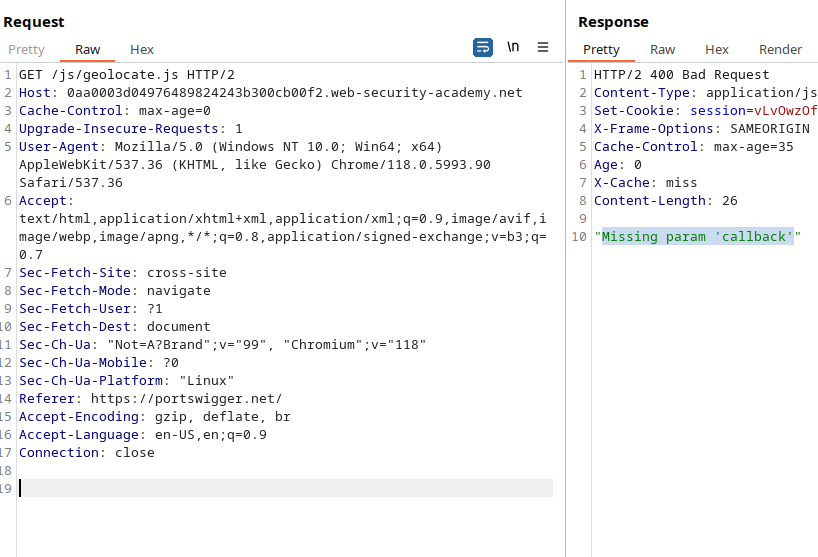 Request
Pretty Raw Hex
\n
1 GET /js/geolocate.js HTTP/2
2 Host: 0aa0003d04976489824243b300cb00f2.web-security-academy.net
3 Cache-Control: max-age=0
4 Upgrade-Insecure-Requests: 1
5 User-Agent: Mozilla/5.0 (Windows NT 10.0; Win64; x64)
AppleWebKit/537.36 (KHTML, like Gecko) Chrome/118.0.5993.90
Safari/537.36
6 Accept:
text/html,application/xhtml+xml,application/xml;q=0.9,image/avif,i
mage/webp,image/apng,*/*;q=0.8,application/signed-exchange;v=b3;q=
0.7
7 Sec-Fetch-Site: cross-site
8 Sec-Fetch-Mode: navigate
9 Sec-Fetch-User: ?1
10 Sec-Fetch-Dest: document
11 Sec-Ch-Ua: "Not=A?Brand";v="99", "Chromium";v="118"
12 Sec-Ch-Ua-Mobile: ?0
13 Sec-Ch-Ua-Platform: "Linux"
14 Referer: https://portswigger.net/
15 Accept-Encoding: gzip, deflate, br
16 Accept-Language: en-US,en;q=0.9
17 Connection: close
18
19
Response
Pretty Raw Hex Render
1 HTTP/2 400 Bad Request
2 Content-Type: application/js
3 Set-Cookie: session=vLvOwzOf
4 X-Frame-Options: SAMEORIGIN
5 Cache-Control: max-age=35
6 Age: 0
7 X-Cache: miss
8 Content-Length: 26
9
10 "Missing param 'callback'"